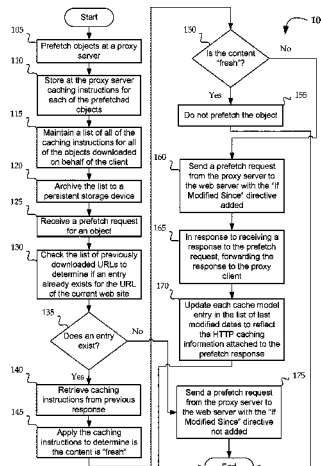 Start
10
105
Prefetch objects at a proxy
server
110
Store at the proxy server
caching instructions for
each of the prefetched
objects
115
Maintain a list of all of the
caching instructions for all
of the objects downloaded
on behalf of the client
120
Archive the list to a
persistent storage device
125
Receive a prefetch request
for an object
130
Check the list of previously
downloaded URLs to
determine if an entry
already exists for the URL
of the current web site
135
Does an entry
exist?
No
Yes
140
Retrieve caching
instructions from previous
response
145
Apply the caching
instructions to determine is
the content is "fresh"
150
Is the content
"fresh"?
No
Yes
155
Do not prefetch the object
160
Send a prefetch request
from the proxy server to
the web server with the "If
Modified Since" directive
added
165
In response to receiving a
response to the prefetch
request, forwarding the
response to the proxy
client
170
Update each cache model
entry in the list of last
modified dates to reflect
the HTTP caching
information attached to the
prefetch response
175
Send a prefetch request
from the proxy server to
the web server with the "If
Modified Since" directive
not added
End